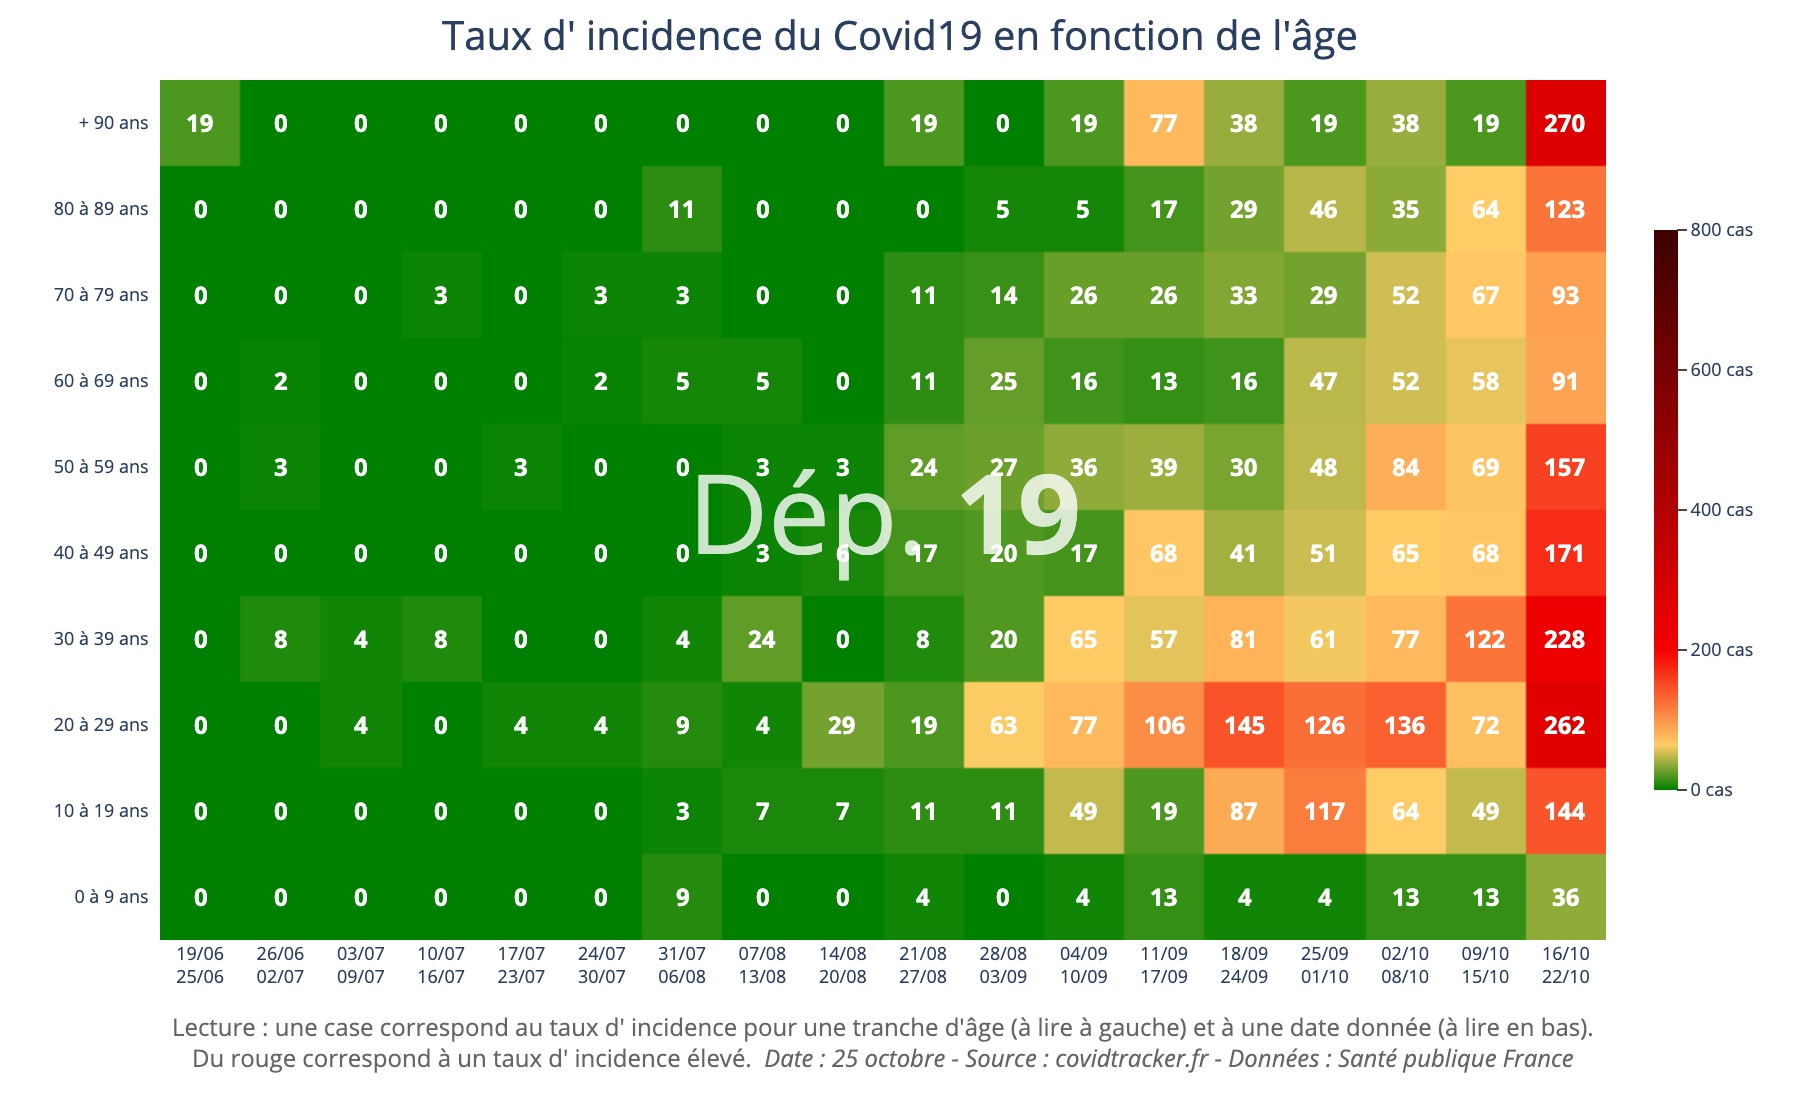 Taux d' incidence du Covid19 en fonction de l'âge
+ 90 ans 19 0 0 0 0 0 0 0 0 19 0 19 77 38 19 38 19 270
80 à 89 ans 0 0 0 0 0 0 11 0 0 0 5 5 17 29 46 35 64 123
70 à 79 ans 0 0 0 3 0 3 3 0 0 11 14 26 26 33 29 52 67 93
60 à 69 ans 0 2 0 0 0 2 5 5 0 11 25 16 13 16 47 52 58 91
50 à 59 ans 0 3 0 0 3 0 0 3 3 24 27 36 39 30 48 84 69 157
Dép. 19
40 à 49 ans 0 0 0 0 0 0 0 3 6 17 20 17 68 41 51 65 68 171
30 à 39 ans 0 8 4 8 0 0 4 24 0 8 20 65 57 81 61 77 122 228
20 à 29 ans 0 0 4 0 4 4 9 4 29 19 63 77 106 145 126 136 72 262
10 à 19 ans 0 0 0 0 0 0 3 7 7 11 11 49 19 87 117 64 49 144
0 à 9 ans 0 0 0 0 0 0 9 0 0 4 0 4 13 4 4 13 13 36
19/06 26/06 03/07 10/07 17/07 24/07 31/07 07/08 14/08 21/08 28/08 04/09 11/09 18/09 25/09 02/10 09/10 16/10
25/06 02/07 09/07 16/07 23/07 30/07 06/08 13/08 20/08 27/08 03/09 10/09 17/09 24/09 01/10 08/10 15/10 22/10
800 cas
600 cas
400 cas
200 cas
0 cas
Lecture : une case correspond au taux d' incidence pour une tranche d'âge (à lire à gauche) et à une date donnée (à lire en bas).
Du rouge correspond à un taux d' incidence élevé. Date : 25 octobre - Source : covidtracker.fr - Données : Santé publique France